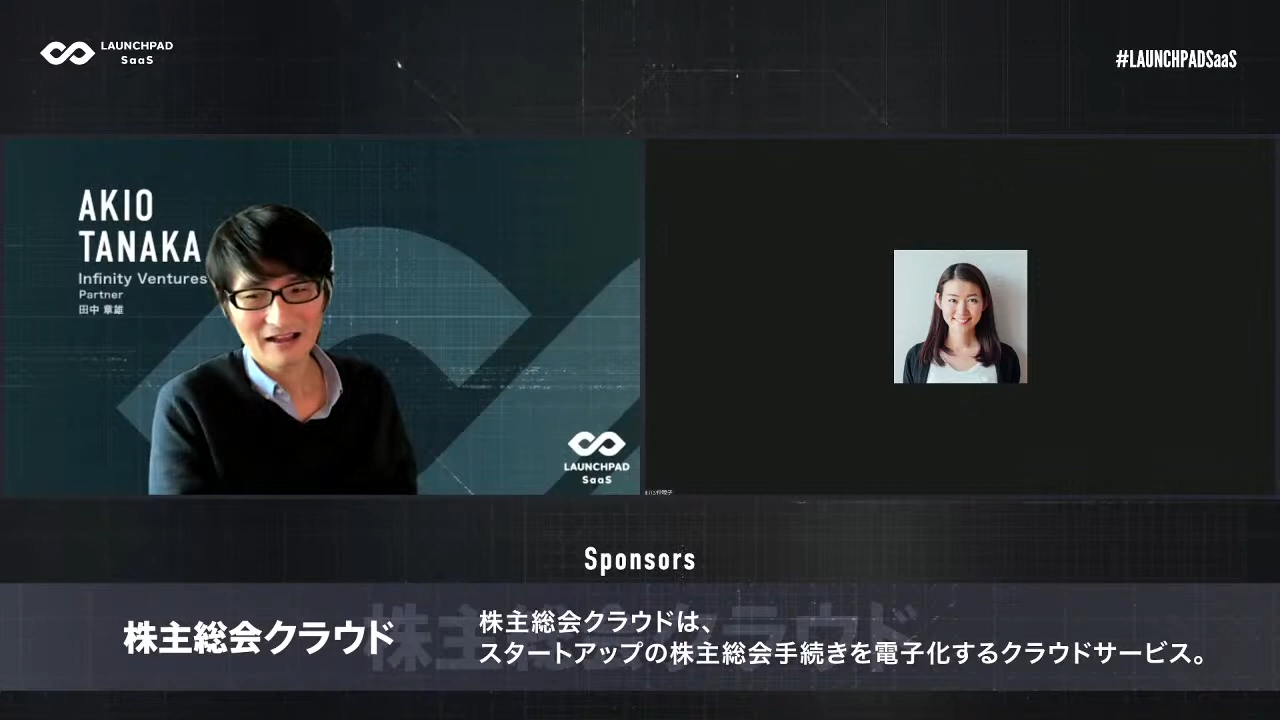 LAUNCHPAD
SaaS
#LAUNCHPADSaaS
AKIO
TANAKA
Infinity Ventures
Partner
田中 章雄
LAUNCHPAD
SaaS
Sponsors
株主総会クラウド
株主総会クラウドは、
スタートアップの株主総会手続きを電子化するクラウドサービス。